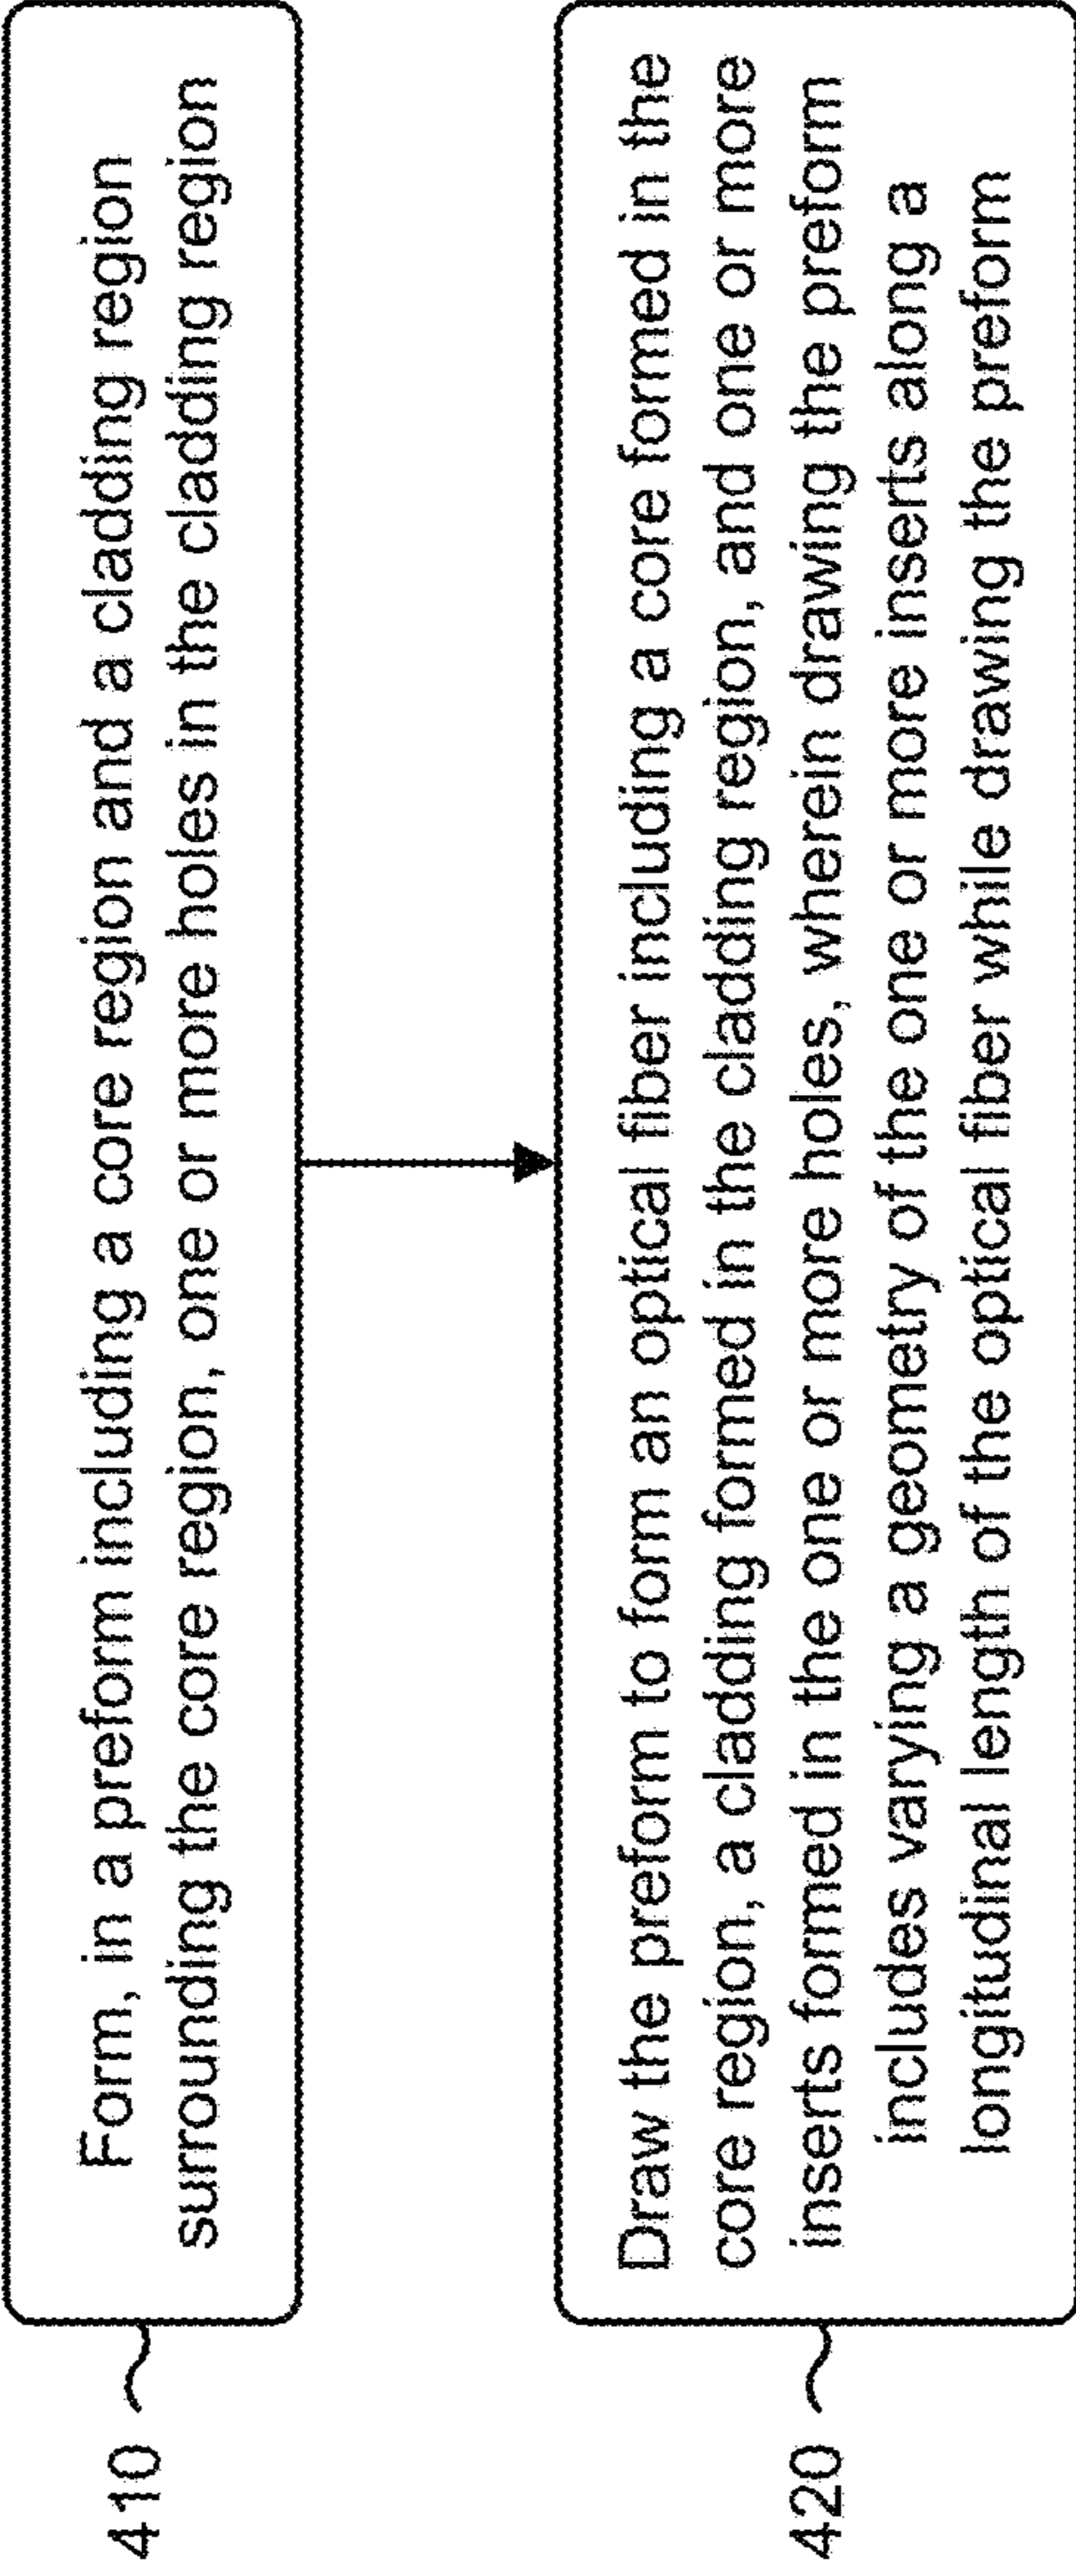 410
Form, in a preform including a core region and a cladding region
surrounding the core region, one or more holes in the cladding region
420
Draw the preform to form an optical fiber including a core formed in the
core region, a cladding formed in the cladding region, and one or more
inserts formed in the one or more holes, wherein drawing the preform
includes varying a geometry of the one or more inserts along a
longitudinal length of the optical fiber while drawing the preform